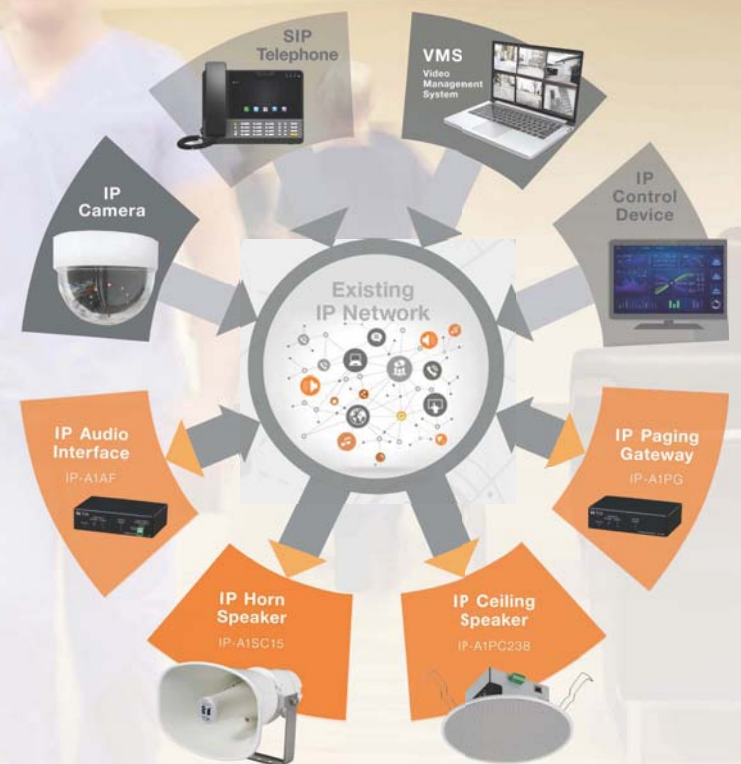 SIP
Telephone
VMS
Video
Management
System
IP
Camera
IP
Control
Device
Existing
IP Network
IP Audio
Interface
IP-A1AF
IP Paging
Gateway
IP-A1PG
IP Horn
Speaker
IP-A1SC15
IP Ceiling
Speaker
IP-A1PC238